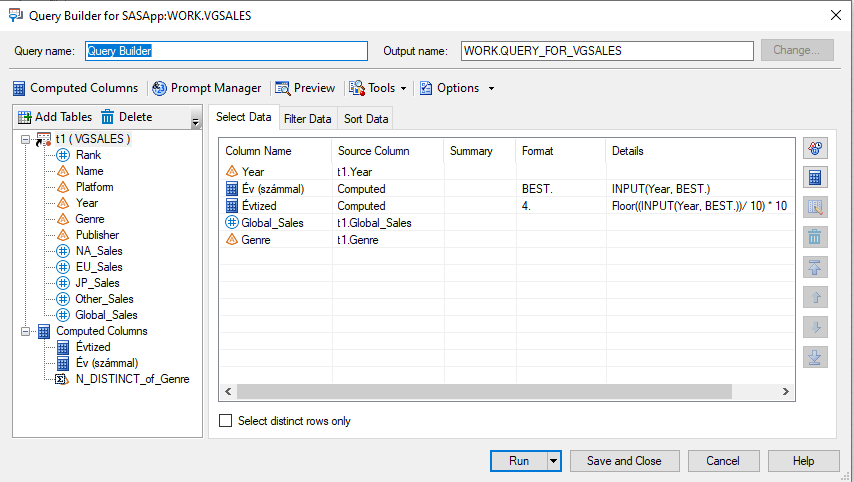 Query Builder for SASApp:WORK.VGSALES
Query name: Query Builder Output name: WORK.QUERY_FOR_VGSALES Change...
Computed Columns Prompt Manager Preview Tools Options
Add Tables Delete
t1 ( VGSALES )
Rank
Name
Platform
Year
Genre
Publisher
NA_Sales
EU_Sales
JP_Sales
Other_Sales
Global_Sales
Computed Columns
Évtized
Év (számmal)
N_DISTINCT_of_Genre
Select Data Filter Data Sort Data
Column Name Source Column Summary Format Details
Year t1.Year
Év (számmal) Computed BEST. INPUT(Year, BEST.)
Évtized Computed 4. Floor((INPUT(Year, BEST.))/ 10) * 10
Global_Sales t1.Global_Sales
Genre t1.Genre
Select distinct rows only
Run Save and Close Cancel Help